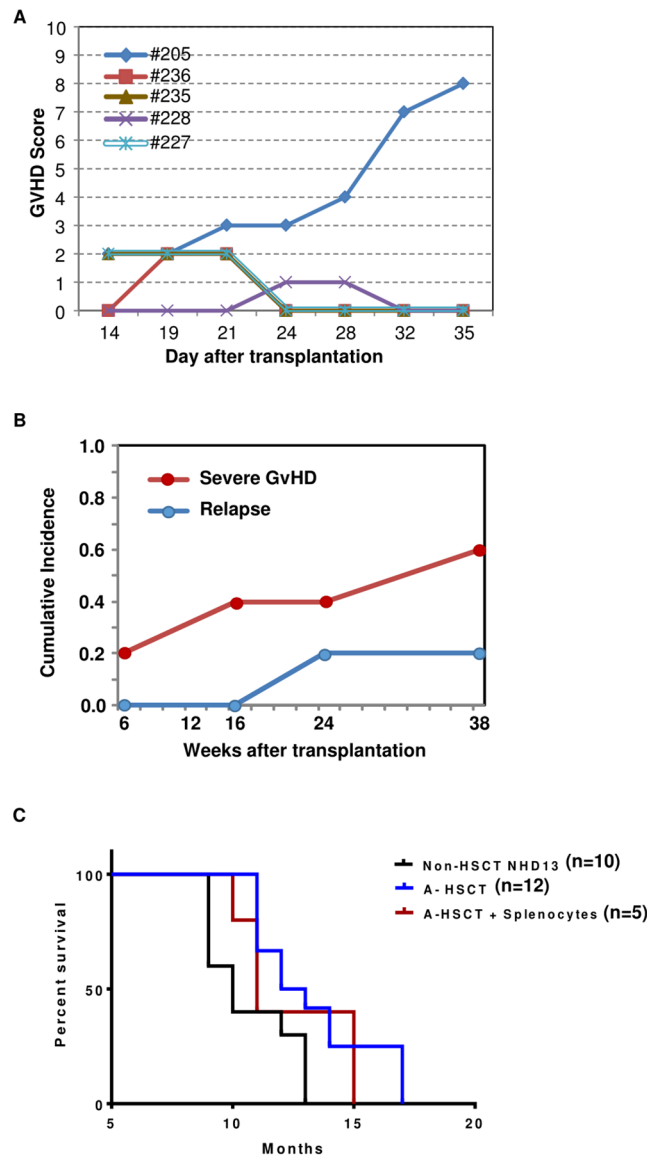 A
10
9
8
7
6
5
4
3
2
1
0
GVHD Score
#205
#236
#235
#228
#227
14 19 21 24 28 32 35
Day after transplantation
B
1.0
0.8
0.6
0.4
0.2
0.0
Cumulative Incidence
Severe GvHD
Relapse
6 12 16 24 38
Weeks after transplantation
C
100
50
0
Percent survival
Non-HSCT NHD13 (n=10)
A- HSCT (n=12)
A-HSCT + Splenocytes (n=5)
5 10 15 20
Months